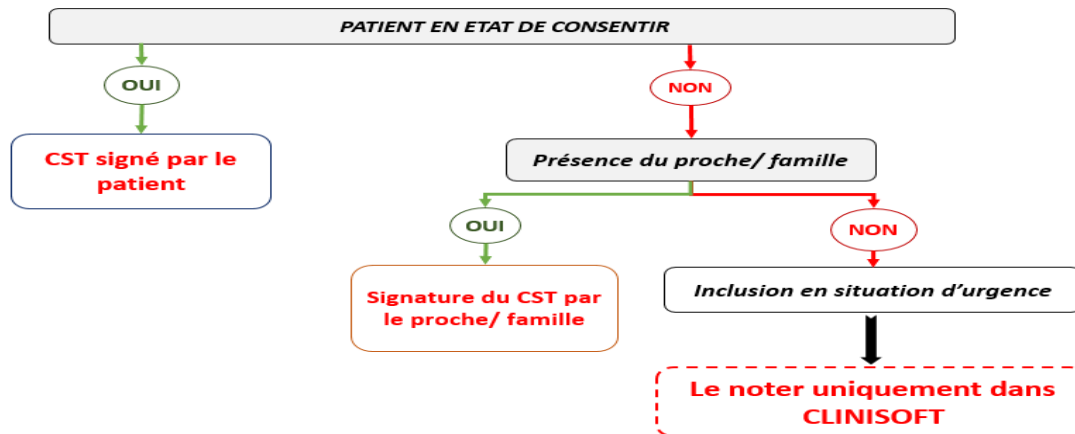 PATIENT EN ETAT DE CONSENTIR
OUI
NON
CST signé par le
patient
Présence du proche/ famille
OUI
NON
Signature du CST par
le proche/ famille
Inclusion en situation d’urgence
Le noter uniquement dans
CLINISOFT